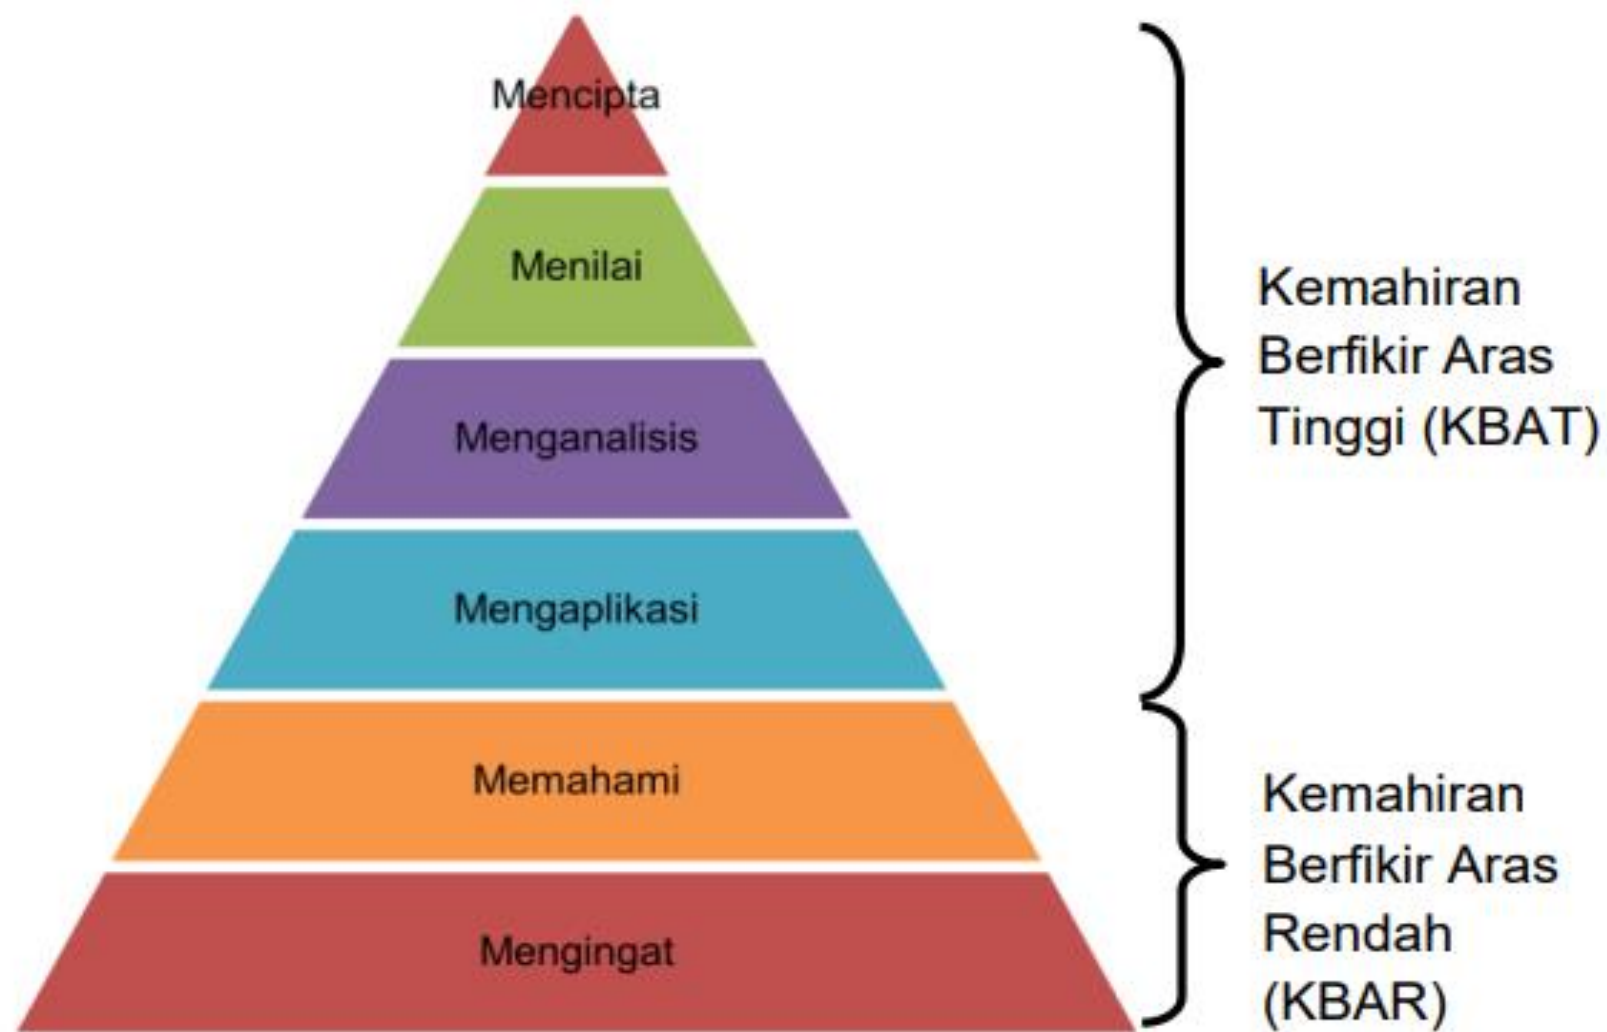 Mencipta
Menilai
Menganalisis
Mengaplikasi
Memahami
Mengingat
Kemahiran
Berfikir Aras
Tinggi (KBAT)
Kemahiran
Berfikir Aras
Rendah
(KBAR)